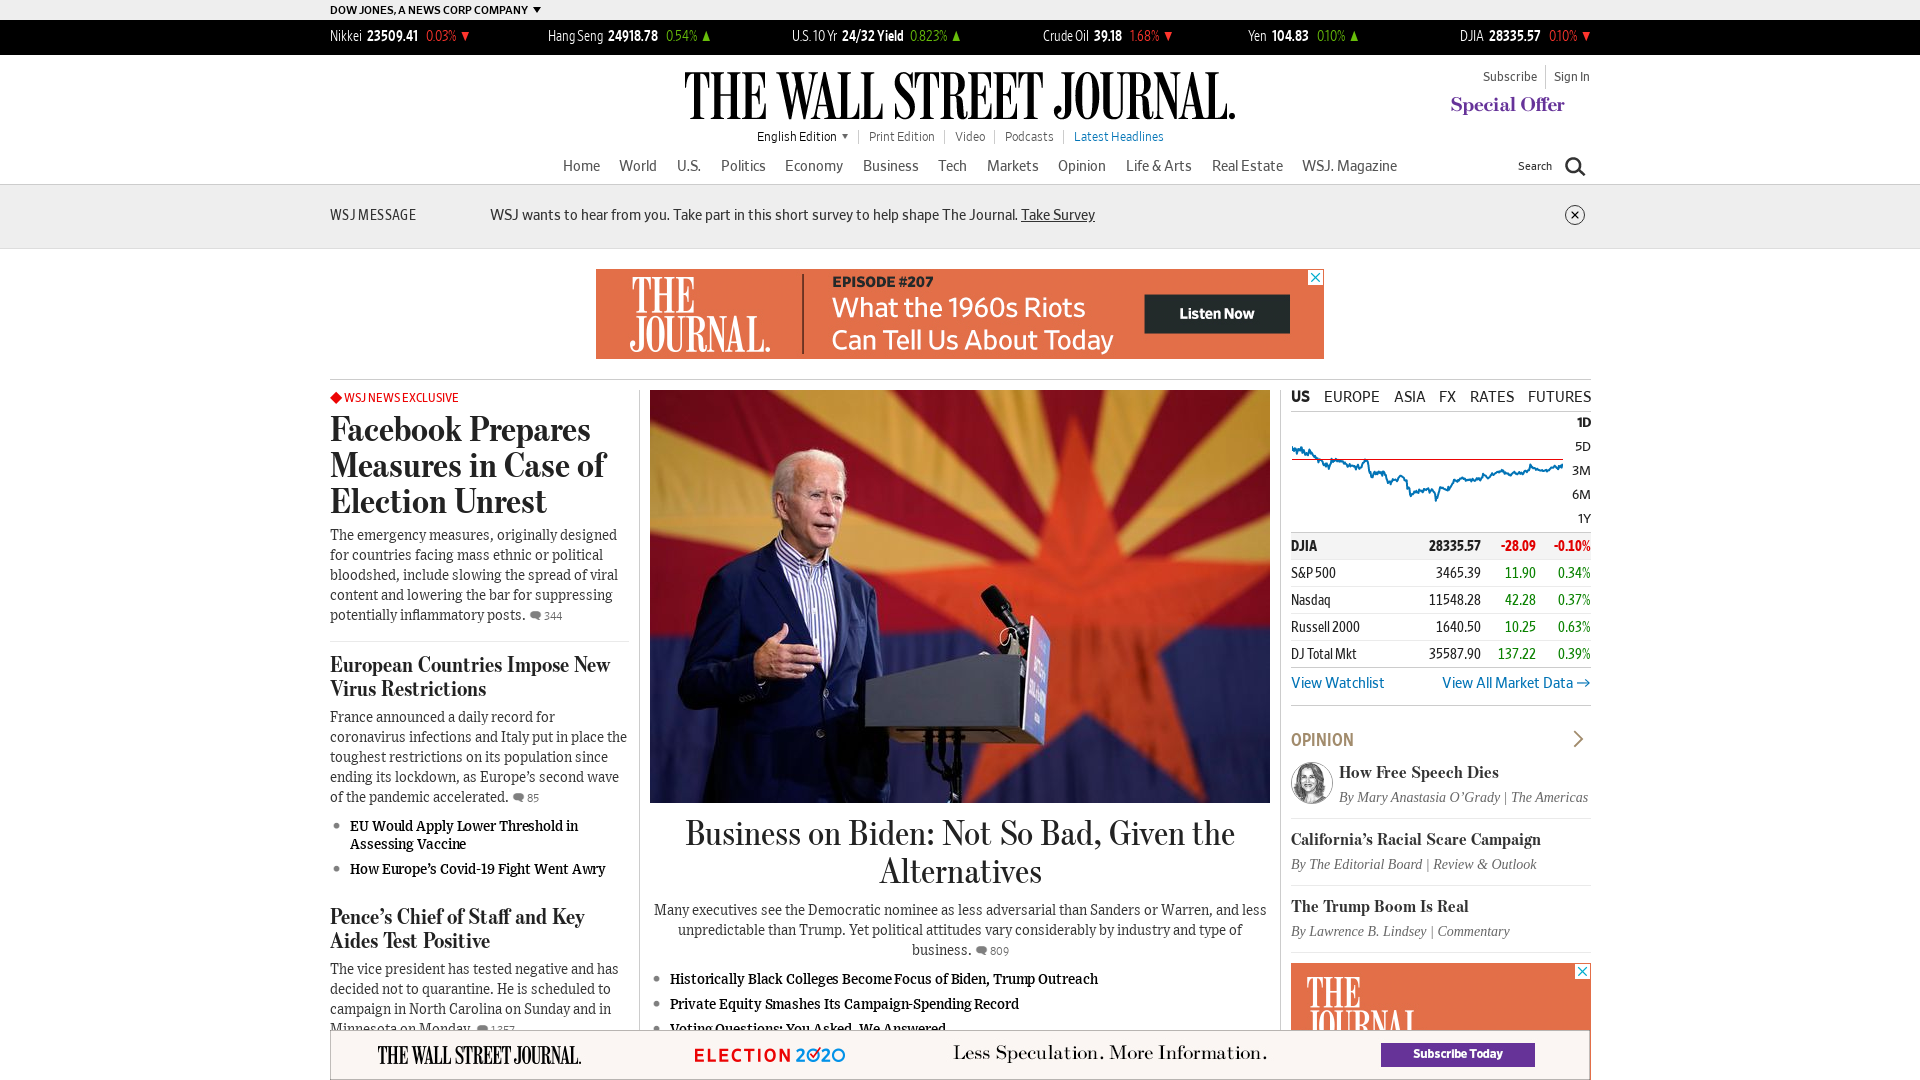 DOW JONES, A NEWS CORP COMPANY
Nikkei 23509.41 0.03% Hang Seng 24918.78 0.54% U.S. 10 Yr 24/32 Yield 0.823% Crude Oil 39.18 1.68% Yen 104.83 0.10% DJIA 28335.57 0.10%
Subscribe Sign In
THE WALL STREET JOURNAL.
Special Offer
English Edition Print Edition Video Podcasts Latest Headlines
Home World U.S. Politics Economy Business Tech Markets Opinion Life & Arts Real Estate WSJ. Magazine Search
WSJ MESSAGE WSJ wants to hear from you. Take part in this short survey to help shape The Journal. Take Survey
THE
JOURNAL.
EPISODE #207
What the 1960s Riots
Can Tell Us About Today
Listen Now
WSJ NEWS EXCLUSIVE
Facebook Prepares
Measures in Case of
Election Unrest
The emergency measures, originally designed
for countries facing mass ethnic or political
bloodshed, include slowing the spread of viral
content and lowering the bar for suppressing
potentially inflammatory posts. 344
European Countries Impose New
Virus Restrictions
France announced a daily record for
coronavirus infections and Italy put in place the
toughest restrictions on its population since
ending its lockdown, as Europe’s second wave
of the pandemic accelerated. 85
EU Would Apply Lower Threshold in
Assessing Vaccine
How Europe’s Covid-19 Fight Went Awry
Pence’s Chief of Staff and Key
Aides Test Positive
The vice president has tested negative and has
decided not to quarantine. He is scheduled to
campaign in North Carolina on Sunday and in
Minnesota on Monday. 1357
Business on Biden: Not So Bad, Given the
Alternatives
Many executives see the Democratic nominee as less adversarial than Sanders or Warren, and less
unpredictable than Trump. Yet political attitudes vary considerably by industry and type of
business. 809
Historically Black Colleges Become Focus of Biden, Trump Outreach
Private Equity Smashes Its Campaign-Spending Record
Voting Questions: You Asked, We Answered
US EUROPE ASIA FX RATES FUTURES
1D
5D
3M
6M
1Y
DJIA 28335.57 -28.09 -0.10%
S&P 500 3465.39 11.90 0.34%
Nasdaq 11548.28 42.28 0.37%
Russell 2000 1640.50 10.25 0.63%
DJ Total Mkt 35587.90 137.22 0.39%
View Watchlist View All Market Data
OPINION
How Free Speech Dies
By Mary Anastasia O’Grady | The Americas
California’s Racial Scare Campaign
By The Editorial Board | Review & Outlook
The Trump Boom Is Real
By Lawrence B. Lindsey | Commentary
THE
JOURNAL
THE WALL STREET JOURNAL. ELECTION 2020 Less Speculation. More Information. Subscribe Today